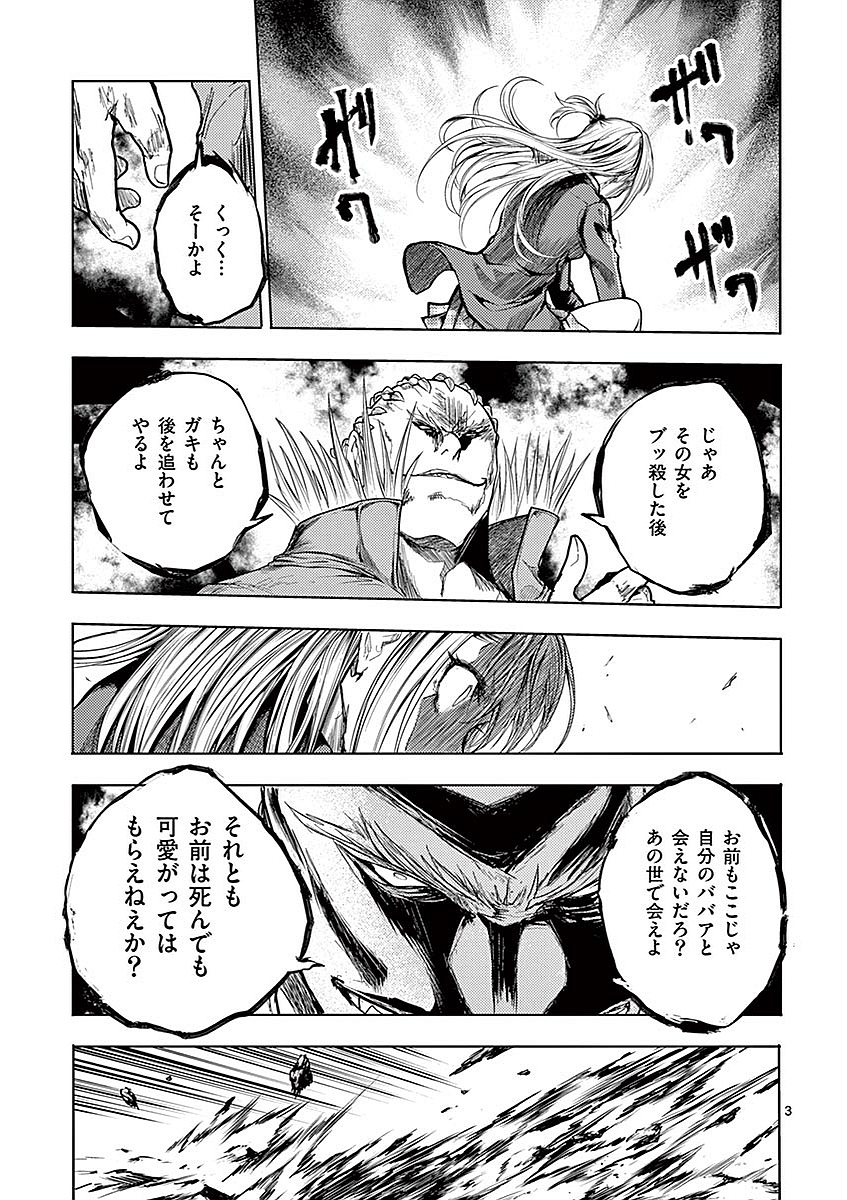 ザッ
ザッ
くっく…
そーかよ
じゃあ
その女を
ブッ殺した後
ちゃんと
ガキも
後を追わせて
やるよ
お前もここじゃ
自分のババアと
会えないだろ？
あの世で会えよ
それとも
お前は死んでも
可愛がっては
もらえねえか？
3